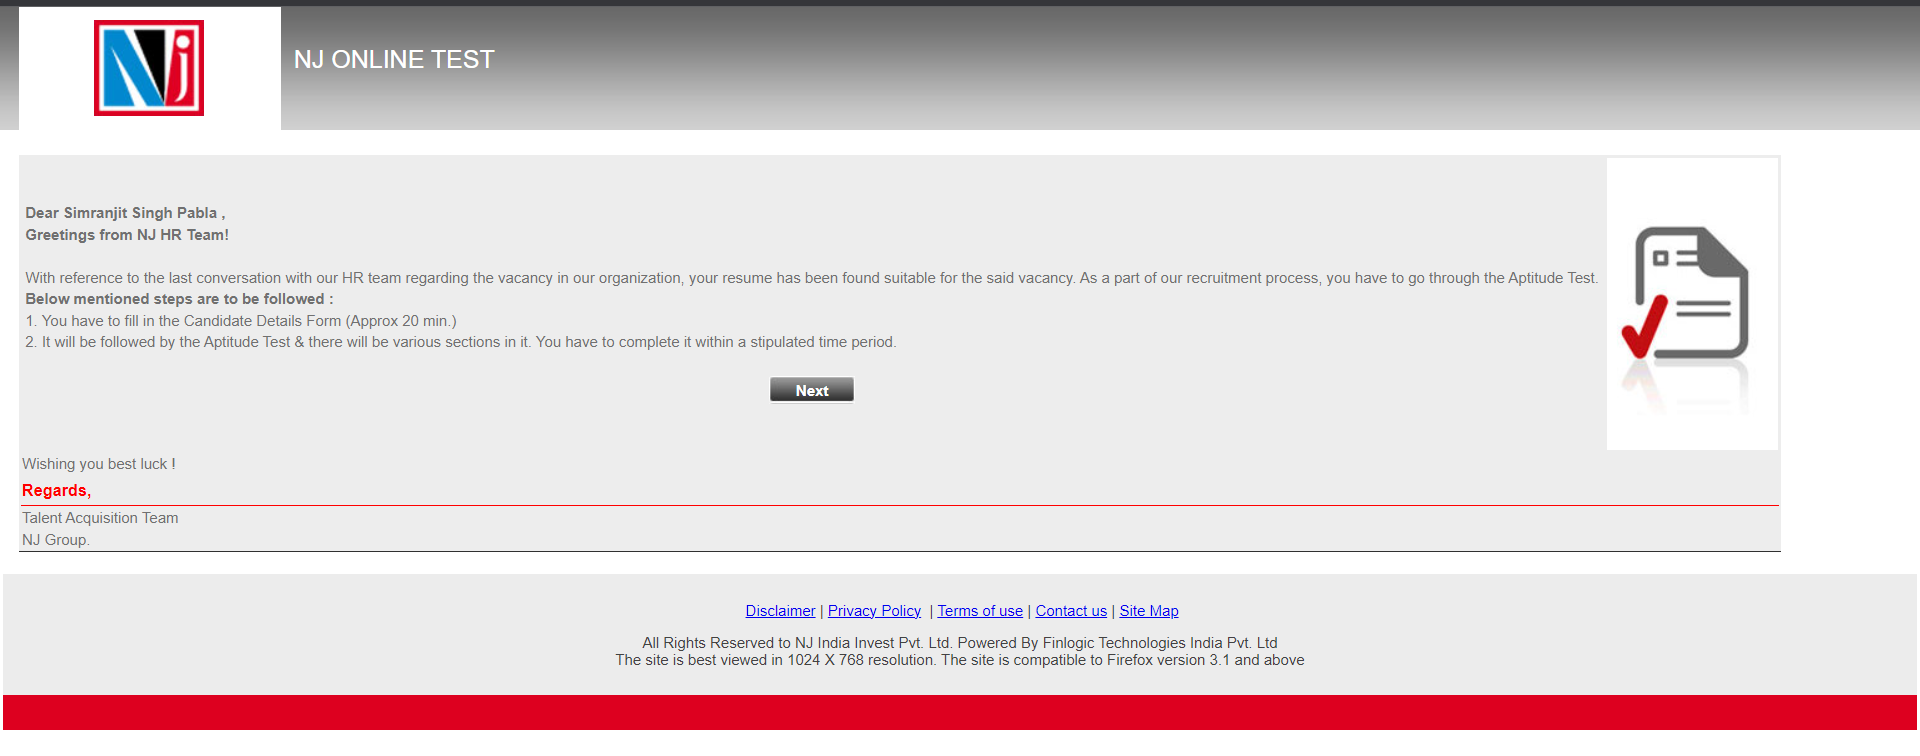 NJ
NJ ONLINE TEST
Dear Simranjit Singh Pabla ,
Greetings from NJ HR Team!
With reference to the last conversation with our HR team regarding the vacancy in our organization, your resume has been found suitable for the said vacancy. As a part of our recruitment process, you have to go through the Aptitude Test.
Below mentioned steps are to be followed :
1. You have to fill in the Candidate Details Form (Approx 20 min.)
2. It will be followed by the Aptitude Test & there will be various sections in it. You have to complete it within a stipulated time period.
Next
Wishing you best luck !
Regards,
Talent Acquisition Team
NJ Group.
Disclaimer | Privacy Policy | Terms of use | Contact us | Site Map
All Rights Reserved to NJ India Invest Pvt. Ltd. Powered By Finlogic Technologies India Pvt. Ltd
The site is best viewed in 1024 X 768 resolution. The site is compatible to Firefox version 3.1 and above